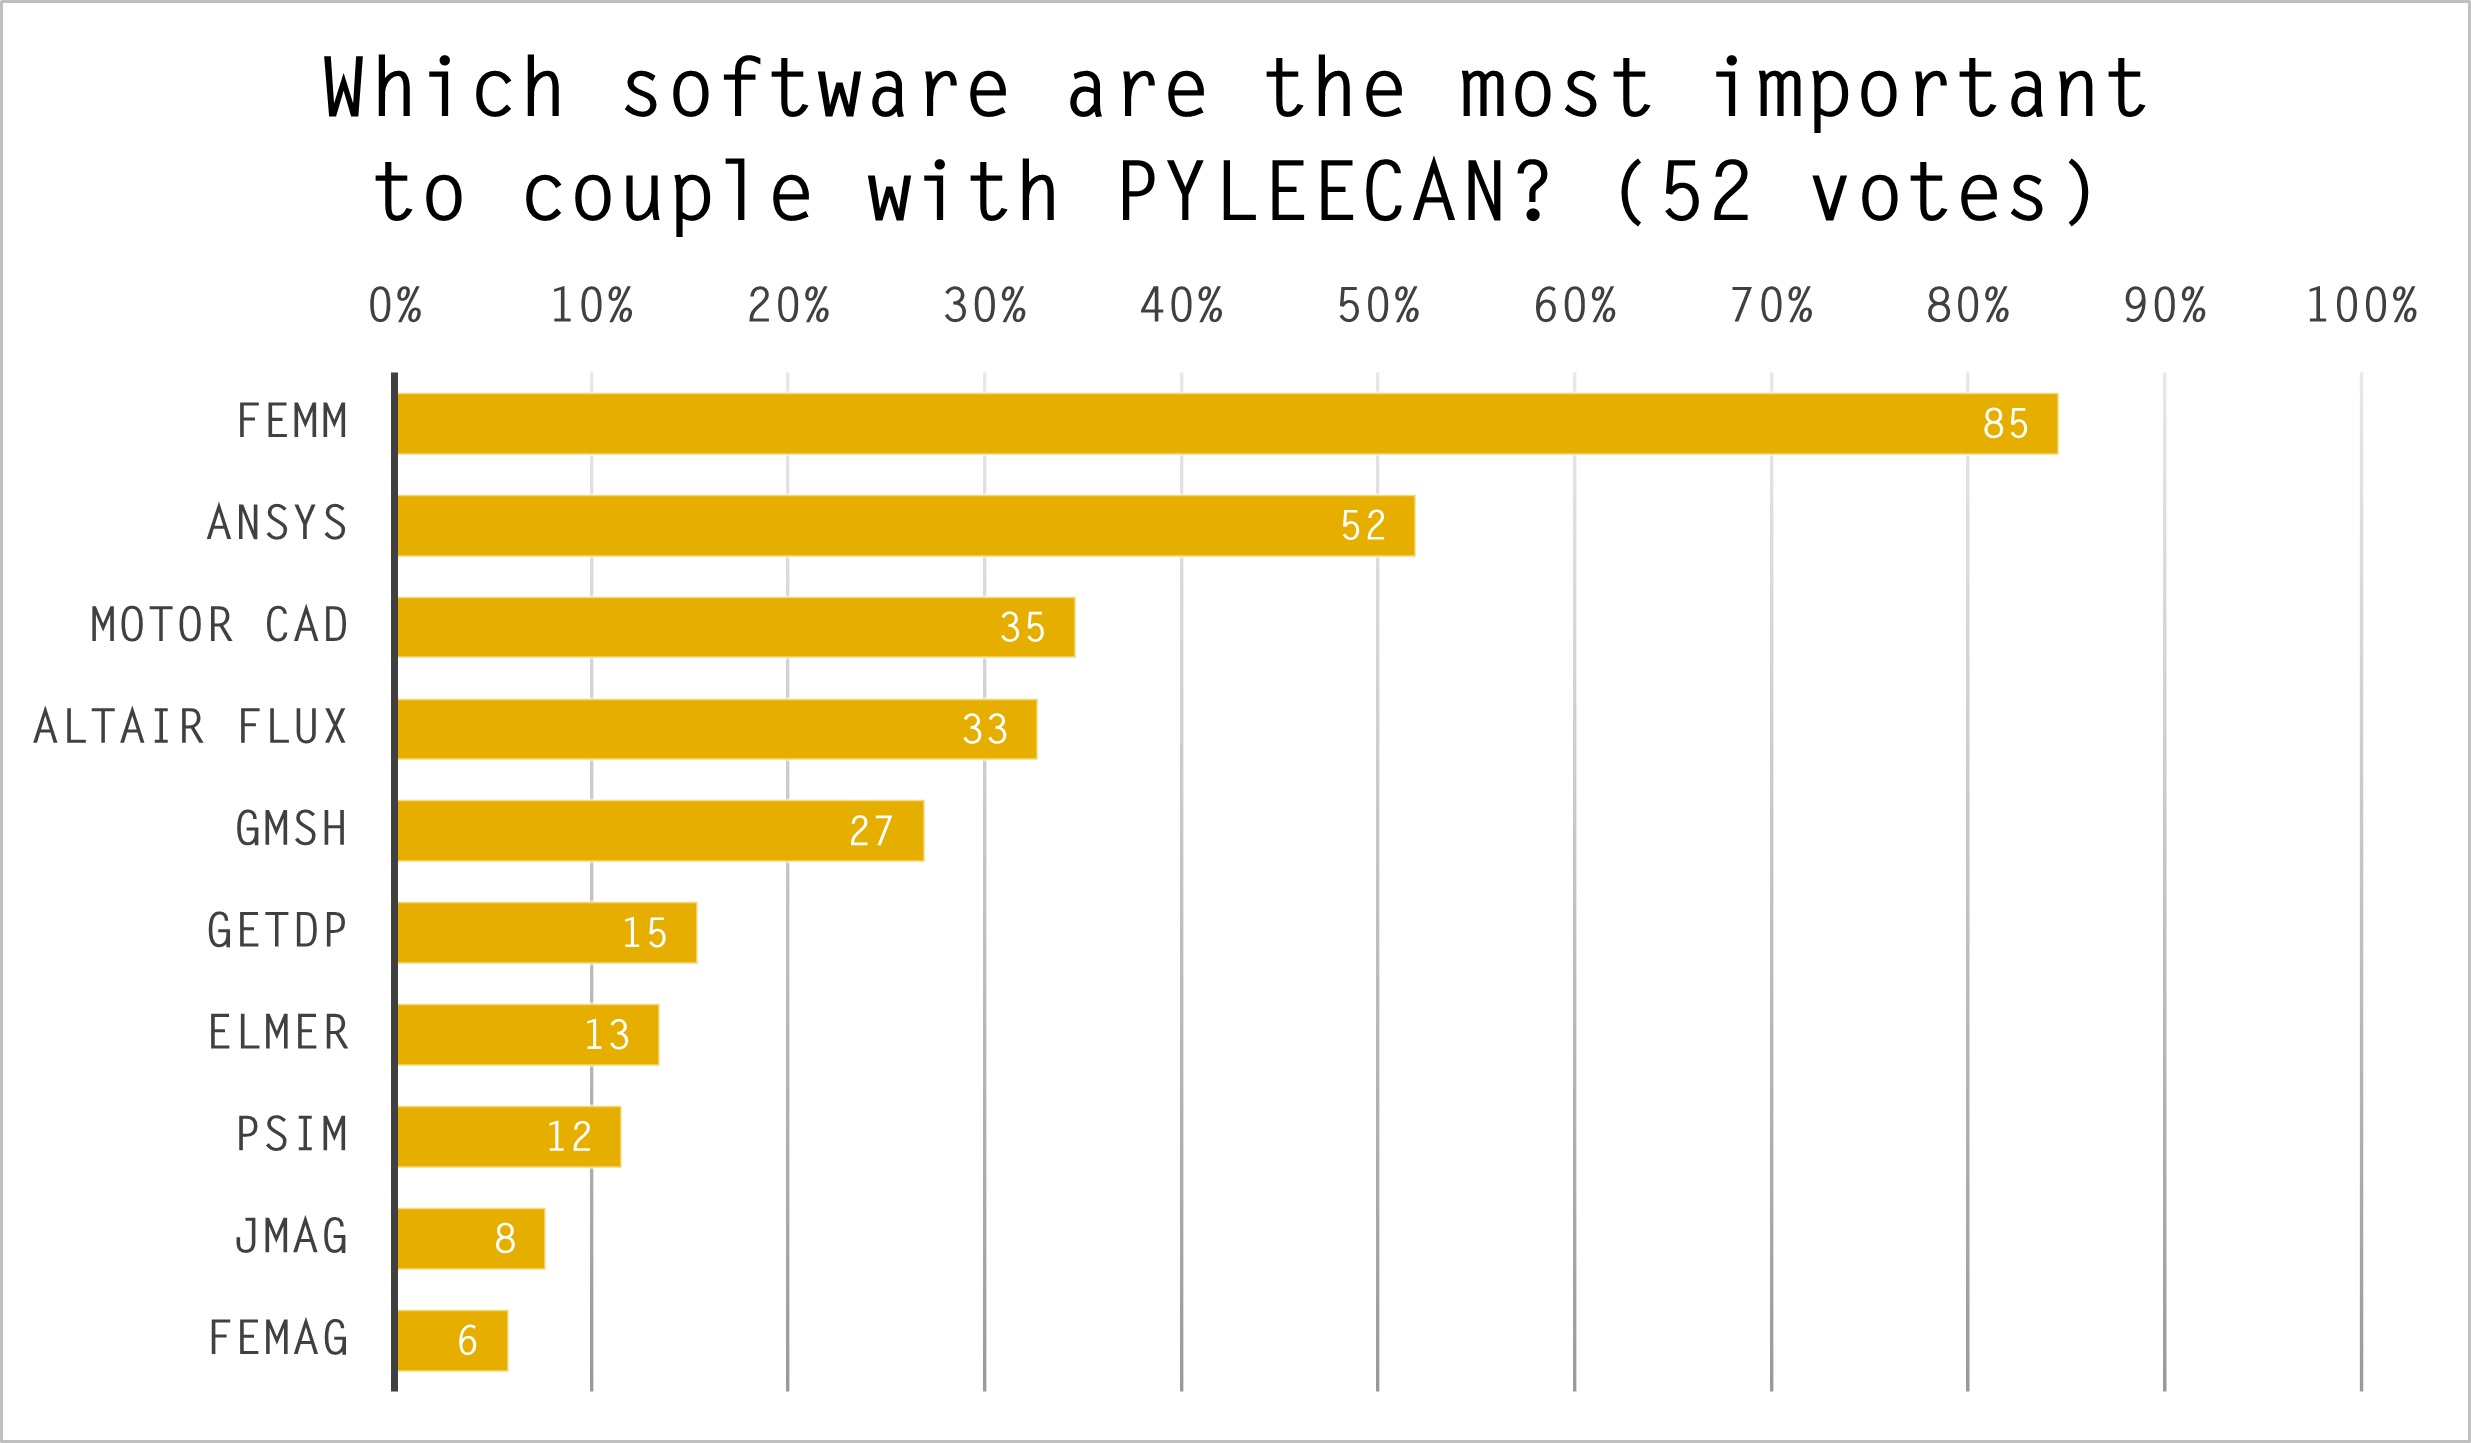 Which software are the most important
to couple with PYLEECAN? (52 votes)
0% 10% 20% 30% 40% 50% 60% 70% 80% 90% 100%
FEMM 85
ANSYS 52
MOTOR CAD 35
ALTAIR FLUX 33
GMSH 27
GETDP 15
ELMER 13
PSIM 12
JMAG 8
FEMAG 6